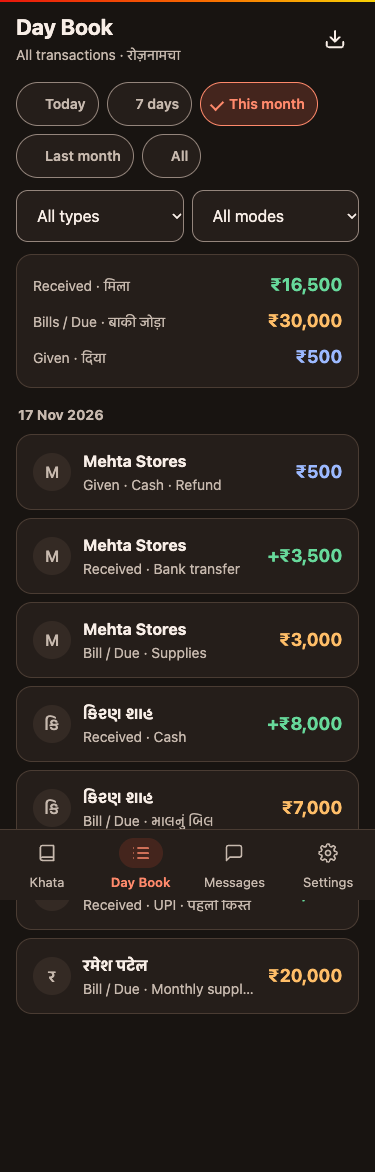 Day Book
All transactions · रोज़नामचा
Today
7 days
This month
Last month
All
All types
All modes
Received · मिला
₹16,500
Bills / Due · बाकी जोड़ा
₹30,000
Given · दिया
₹500
17 Nov 2026
M
Mehta Stores
₹500
Given · Cash · Refund
M
Mehta Stores
+₹3,500
Received · Bank transfer
M
Mehta Stores
₹3,000
Bill / Due · Supplies
કિ
કિરણ શાહ
+₹8,000
Received · Cash
કિ
કિરણ શાહ
₹7,000
Bill / Due · માલનું બિલ
Khata
Day Book
Messages
Settings
Received · UPI · पहली किस्त
र
रमेश पटेल
₹20,000
Bill / Due · Monthly suppl...